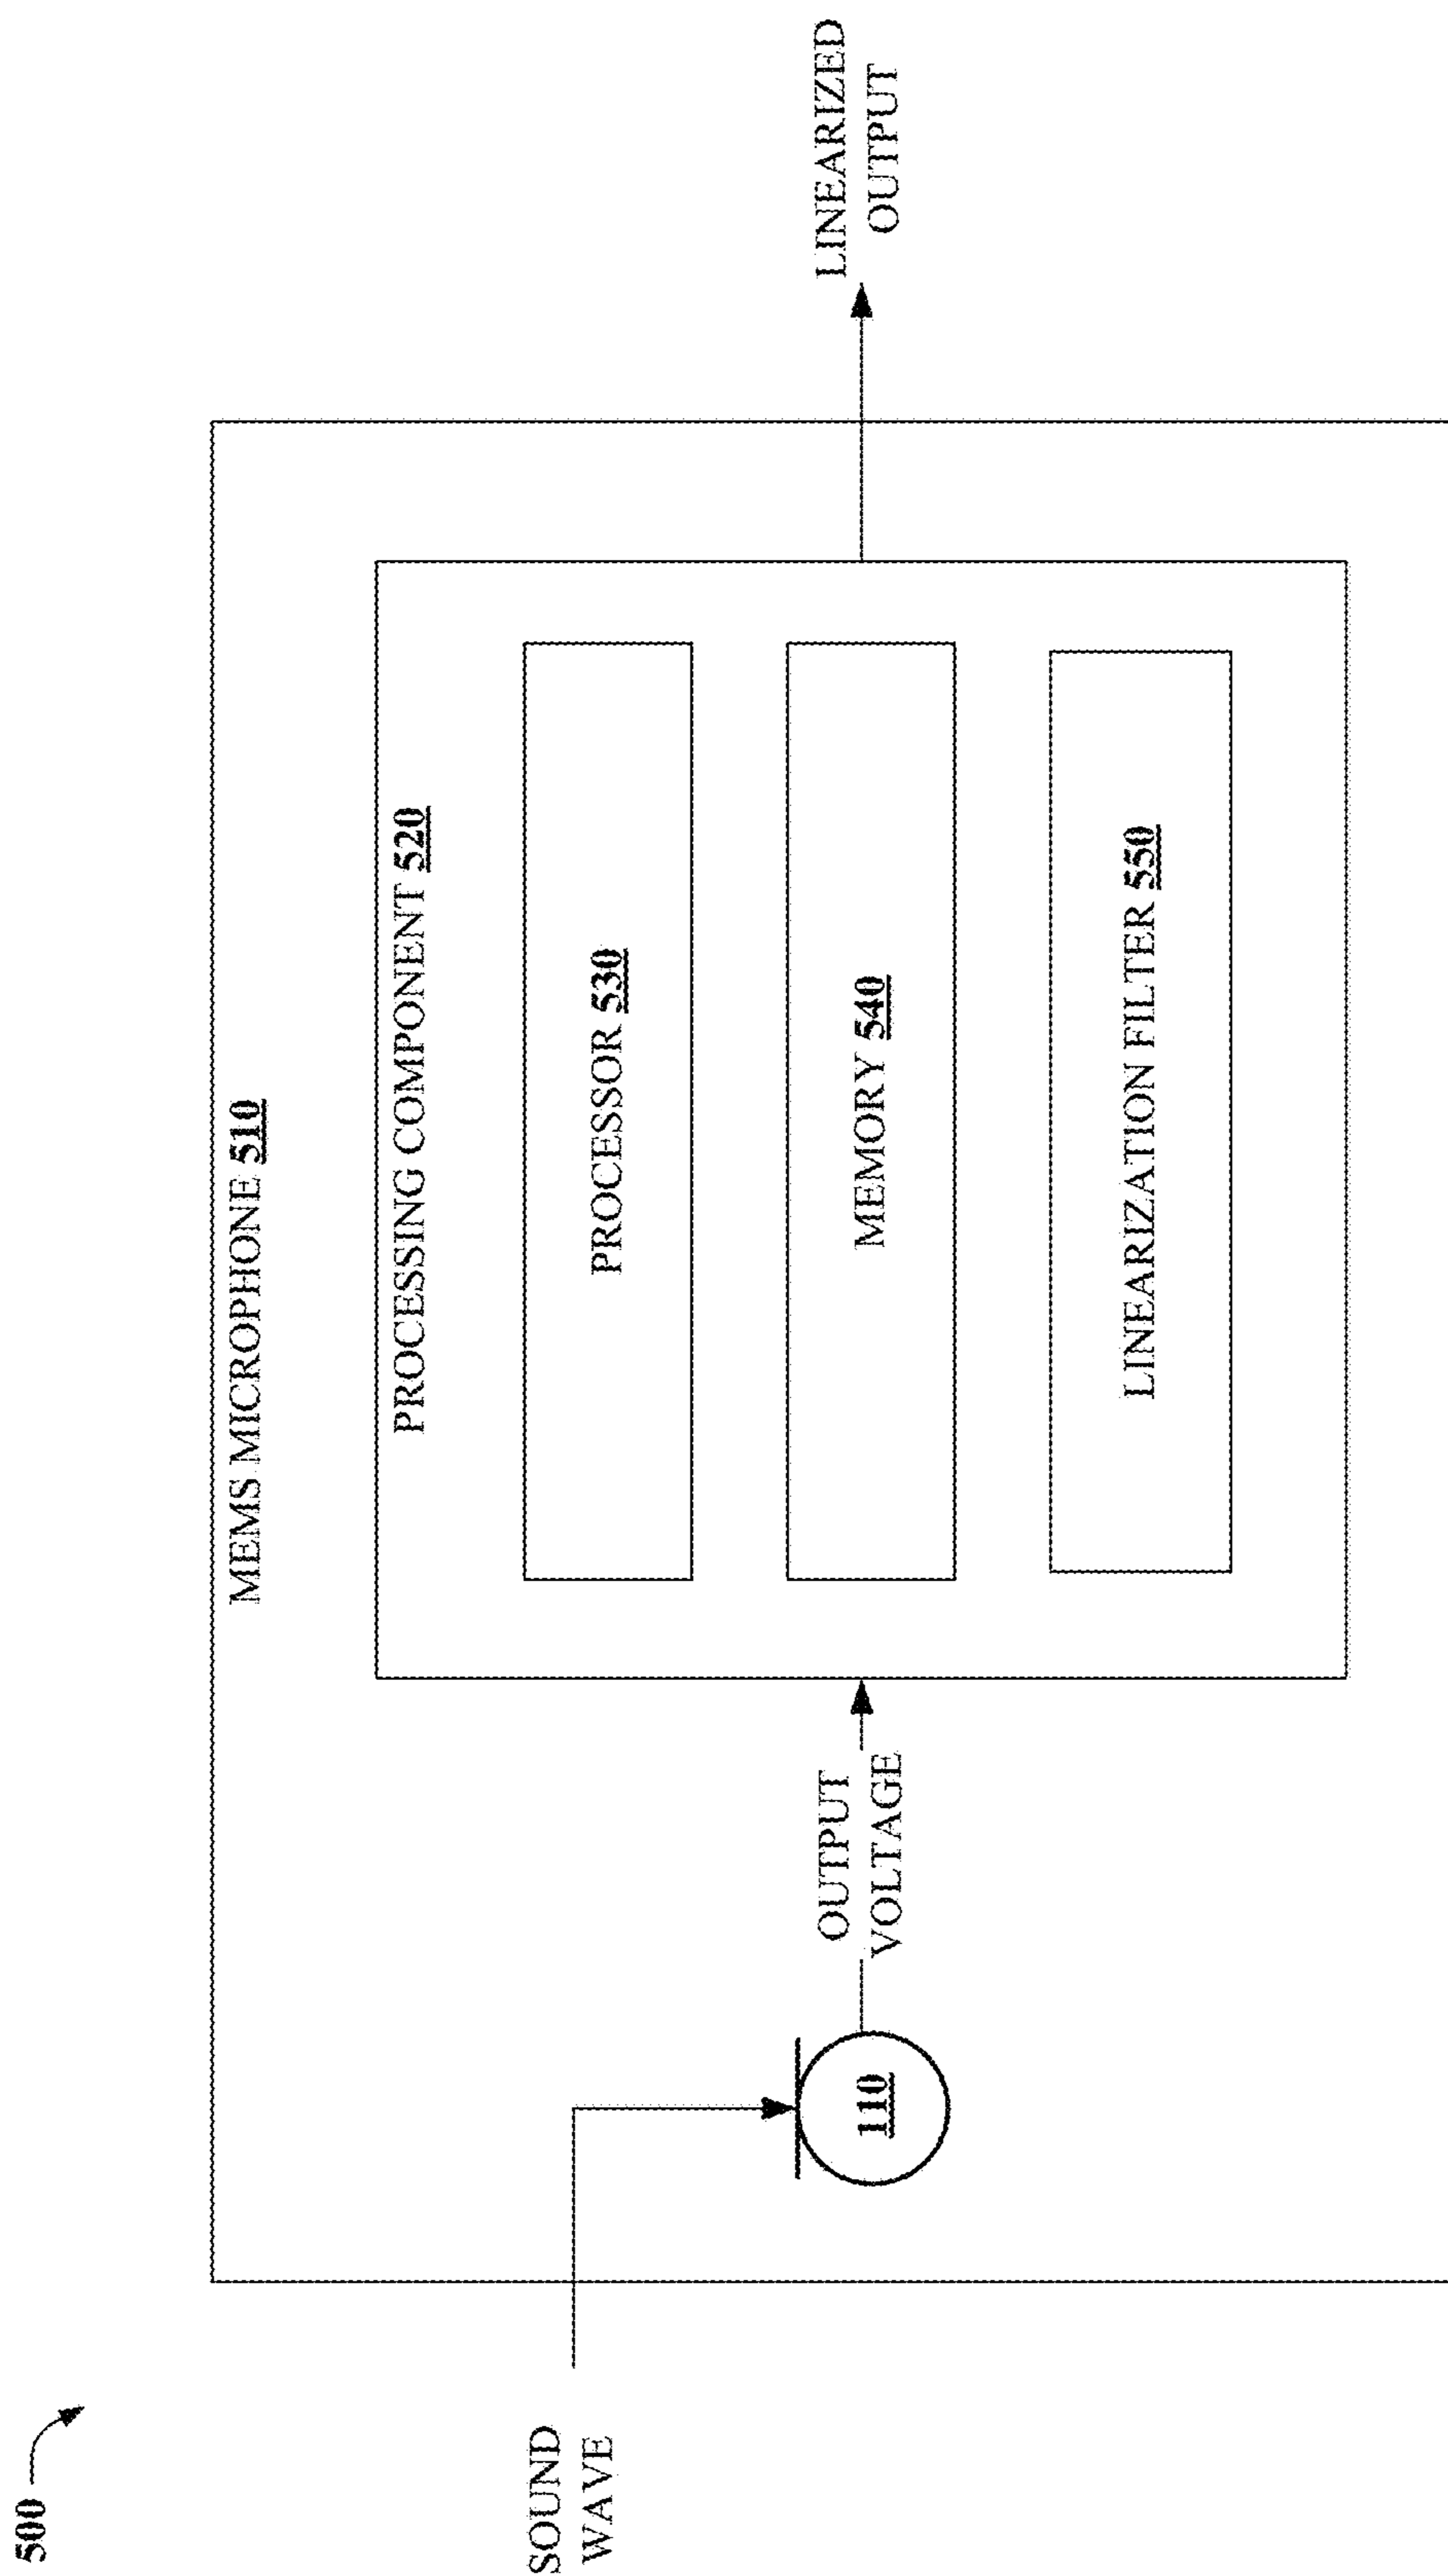 500
MEMS MICROPHONE 510
PROCESSING COMPONENT 520
SOUND
WAVE
PROCESSOR 530
110
OUTPUT
VOLTAGE
MEMORY 540
LINEARIZED
OUTPUT
LINEARIZATION FILTER 550